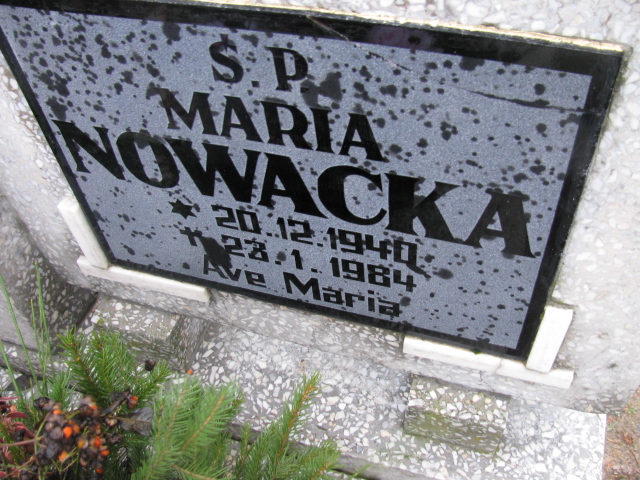 Ś.P.
MARIA
NOWACKA
* 20.12.1940
† 23.1.1984
Ave Maria